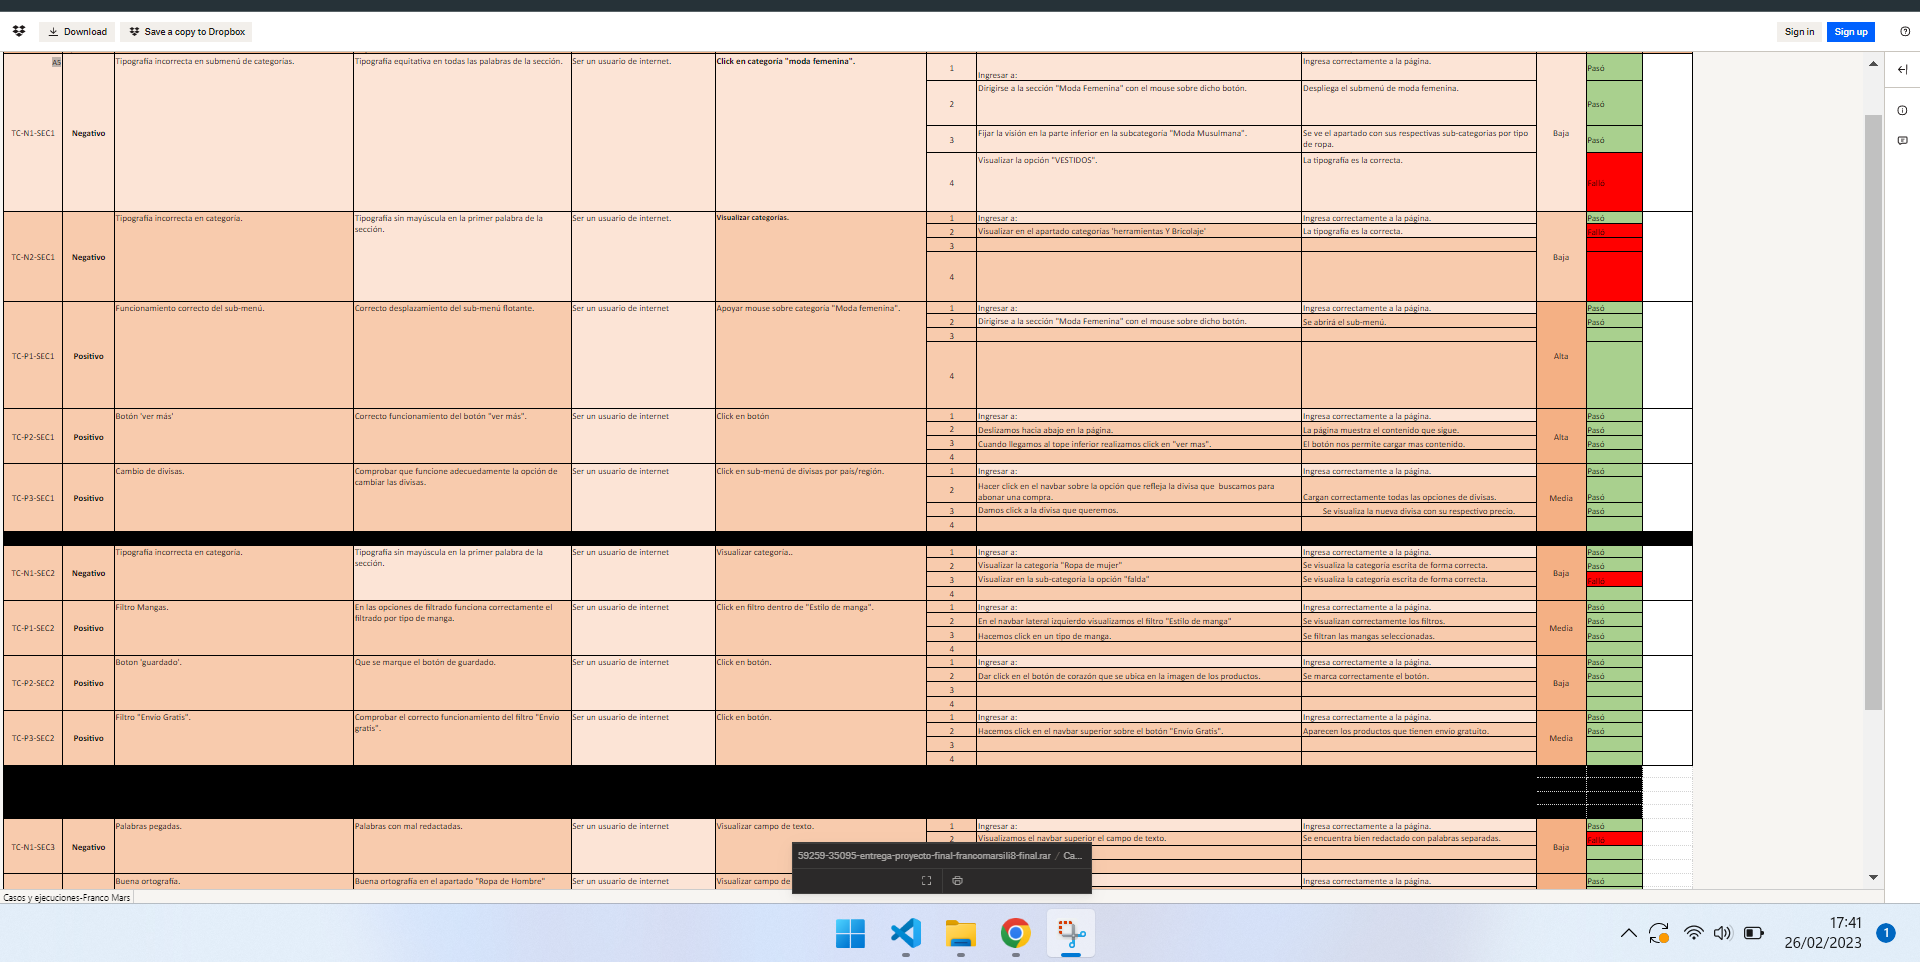 Download
Save a copy to Dropbox
Sign in
Sign up
A5
TC-N1-SEC1
Negativo
Tipografía incorrecta en submenú de categorías.
Tipografía equitativa en todas las palabras de la sección.
Ser un usuario de internet.
Click en categoría "moda femenina".
1
Ingresar a:
Ingresa correctamente a la página.
Pasó
2
Dirigirse a la sección "Moda Femenina" con el mouse sobre dicho botón.
Despliega el submenú de moda femenina.
Pasó
3
Fijar la visión en la parte inferior en la subcategoría "Moda Musulmana".
Se ve el apartado con sus respectivas sub-categorías por tipo
de ropa.
Pasó
4
Visualizar la opción "VESTIDOS".
La tipografía es la correcta.
Falló
Baja
TC-N2-SEC1
Negativo
Tipografía incorrecta en categoría.
Tipografía sin mayúscula en la primer palabra de la
sección.
Ser un usuario de internet.
Visualizar categorías.
1
Ingresar a:
Ingresa correctamente a la página.
Pasó
2
Visualizar en el apartado categorías 'herramientas Y Bricolaje'
La tipografía es la correcta.
Falló
3
4
Baja
TC-P1-SEC1
Positivo
Funcionamiento correcto del sub-menú.
Correcto desplazamiento del sub-menú flotante.
Ser un usuario de internet
Apoyar mouse sobre categoría "Moda femenina".
1
Ingresar a:
Ingresa correctamente a la página.
Pasó
2
Dirigirse a la sección "Moda Femenina" con el mouse sobre dicho botón.
Se abrirá el sub-menú.
Pasó
3
4
Alta
TC-P2-SEC1
Positivo
Botón 'ver más'
Correcto funcionamiento del botón "ver más".
Ser un usuario de internet
Click en botón
1
Ingresar a:
Ingresa correctamente a la página.
Pasó
2
Deslizamos hacia abajo en la página.
La página muestra el contenido que sigue.
Pasó
3
Cuando llegamos al tope inferior realizamos click en "ver mas".
El botón nos permite cargar mas contenido.
Pasó
4
Alta
TC-P3-SEC1
Positivo
Cambio de divisas.
Comprobar que funcione adecuedamente la opción de
cambiar las divisas.
Ser un usuario de internet
Click en sub-menú de divisas por país/región.
1
Ingresar a:
Ingresa correctamente a la página.
Pasó
2
Hacer click en el navbar sobre la opción que refleja la divisa que buscamos para
abonar una compra.
Cargan correctamente todas las opciones de divisas.
Pasó
3
Damos click a la divisa que queremos.
Se visualiza la nueva divisa con su respectivo precio.
Pasó
4
Media
TC-N1-SEC2
Negativo
Tipografía incorrecta en categoría.
Tipografía sin mayúscula en la primer palabra de la
sección.
Ser un usuario de internet
Visualizar categoría..
1
Ingresar a:
Ingresa correctamente a la página.
Pasó
2
Visualizar la categoría "Ropa de mujer"
Se visualiza la categoría escrita de forma correcta.
Pasó
3
Visualizar en la sub-categoria la opción "falda"
Se visualiza la categoría escrita de forma correcta.
Falló
4
Baja
TC-P1-SEC2
Positivo
Filtro Mangas.
En las opciones de filtrado funciona correctamente el
filtrado por tipo de manga.
Ser un usuario de internet
Click en filtro dentro de "Estilo de manga".
1
Ingresar a:
Ingresa correctamente a la página.
Pasó
2
En el navbar lateral izquierdo visualizamos el filtro "Estilo de manga"
Se visualizan correctamente los filtros.
Pasó
3
Hacemos click en un tipo de manga.
Se filtran las mangas seleccionadas.
Pasó
4
Media
TC-P2-SEC2
Positivo
Boton 'guardado'.
Que se marque el botón de guardado.
Ser un usuario de internet
Click en botón.
1
Ingresar a:
Ingresa correctamente a la página.
Pasó
2
Dar click en el botón de corazón que se ubica en la imagen de los productos.
Se marca correctamente el botón.
Pasó
3
4
Baja
TC-P3-SEC2
Positivo
Filtro "Envío Gratis".
Comprobar el correcto funcionamiento del filtro "Envio
gratis".
Ser un usuario de internet
Click en botón.
1
Ingresar a:
Ingresa correctamente a la página.
Pasó
2
Hacemos click en el navbar superior sobre el botón "Envio Gratis".
Aparecen los productos que tienen envío gratuito.
Pasó
3
4
Media
TC-N1-SEC3
Negativo
Palabras pegadas.
Palabras con mal redactadas.
Ser un usuario de internet
Visualizar campo de texto.
1
Ingresar a:
Ingresa correctamente a la página.
Pasó
2
Visualizamos el navbar superior el campo de texto.
Se encuentra bien redactado con palabras separadas.
Falló
Baja
Buena ortografía.
Buena ortografía en el apartado "Ropa de Hombre"
Ser un usuario de internet
Visualizar campo de
Ingresar a:
Ingresa correctamente a la página.
Pasó
59259-35095-entrega-proyecto-final-francomarsili8-final.rar / Ca...
Casos y ejecuciones-Franco Mars
17:41
26/02/2023
1